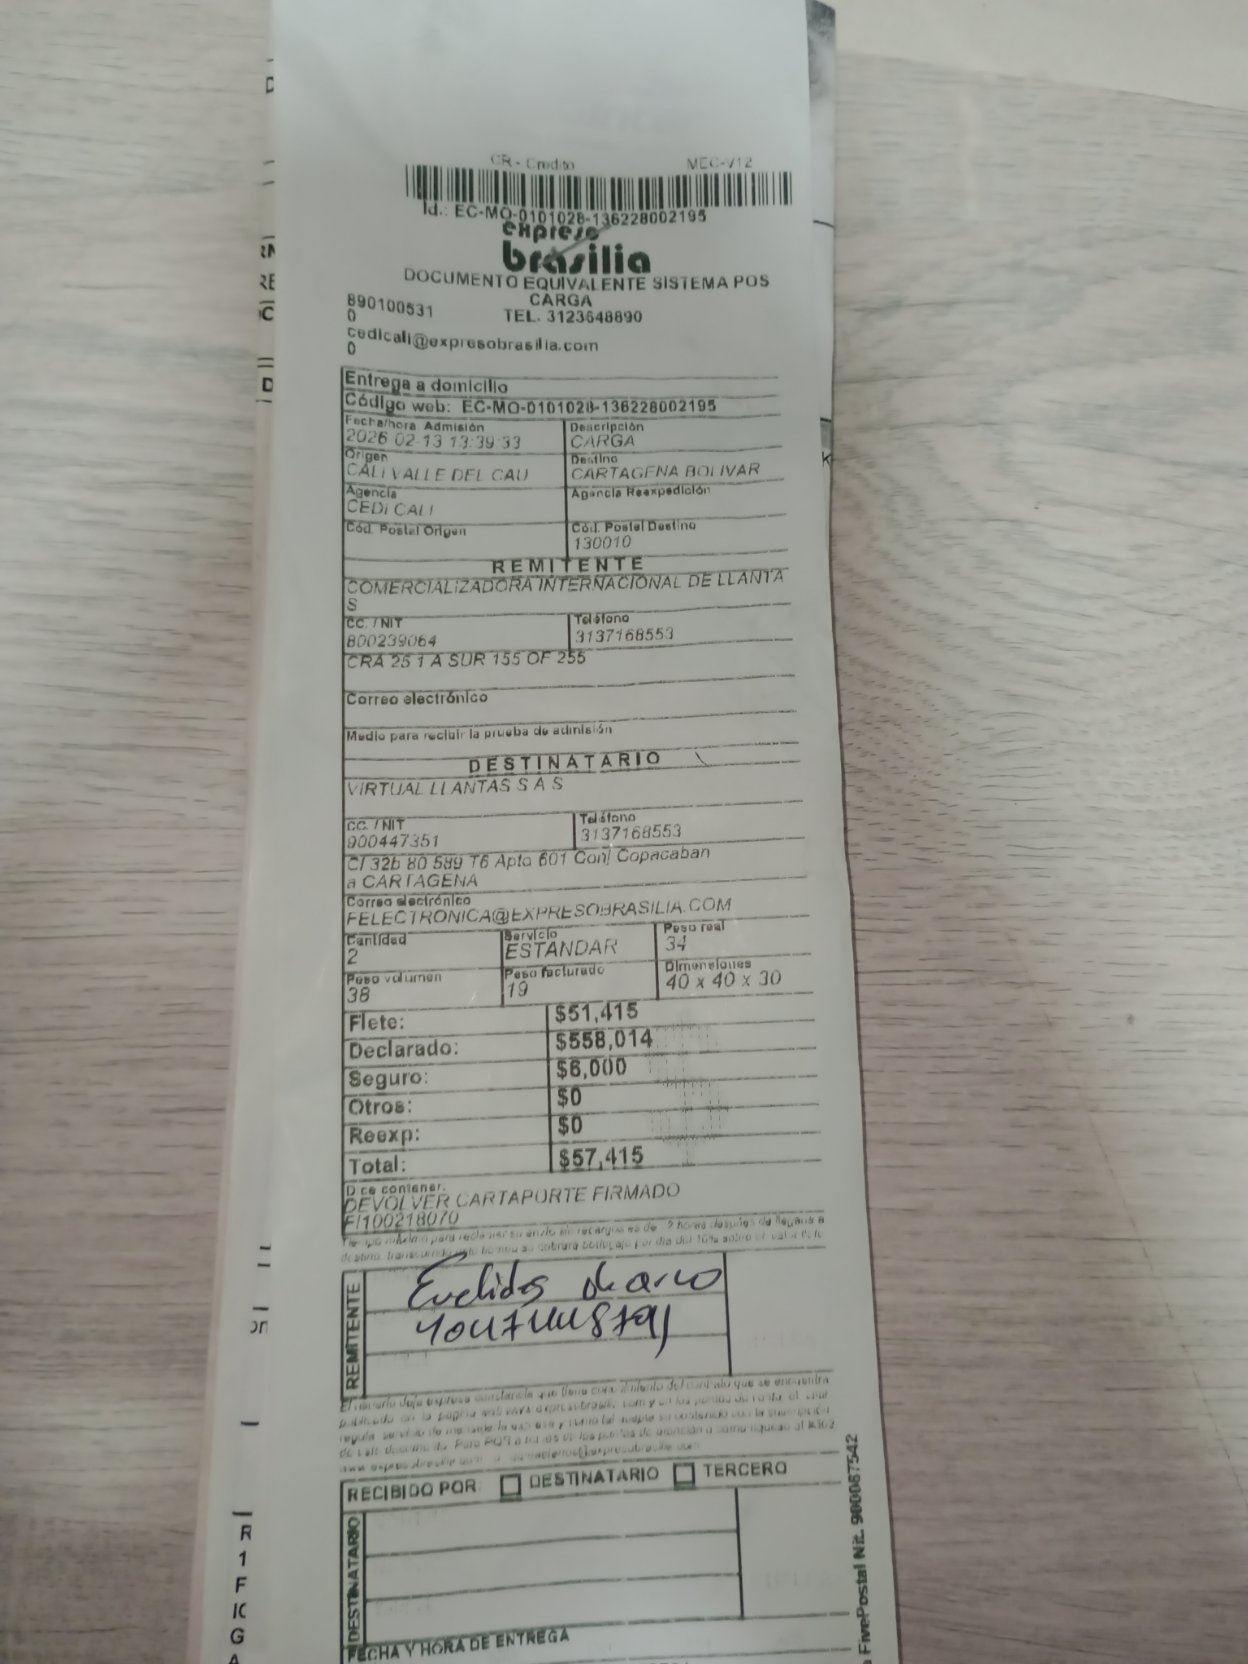 CR - Credito MEC-V12
Id.: EC-MO-0101028-136228002195
expreso
brasilia
DOCUMENTO EQUIVALENTE SISTEMA POS
CARGA
890100531
0
TEL. 3123648890
cedicali@expresobrasilia.com
0
Entrega a domicilio
Código web: EC-MO-0101028-136228002195
Fecha/hora Admisión Descripción
2026 02-13 13:39:33 CARGA
Origen Destino
CALI VALLE DEL CAU CARTAGENA BOLIVAR
Agencia Agencia Reexpedición
CEDI CALI
Cód. Postal Origen Cód. Postal Destino
130010
REMITENTE
COMERCIALIZADORA INTERNACIONAL DE LLANTA
S
CC. / NIT Teléfono
800239064 3137168553
CRA 25 1 A SUR 155 OF 255
Correo electrónico
Medio para recibir la prueba de admisión
DESTINATARIO
VIRTUAL LLANTAS S A S
CC. / NIT Teléfono
900447351 3137168553
Cl 32b 80 589 T6 Apto 601 Conj Copacaban
a CARTAGENA
Correo electrónico
FELECTRONICA@EXPRESOBRASILIA.COM
Cantidad Servicio Peso real
2 ESTANDAR 34
Peso volumen Peso facturado Dimensiones
38 19 40 x 40 x 30
Flete: $51,415
Declarado: $558,014
Seguro: $6,000
Otros: $0
Reexp: $0
Total: $57,415
Dice contener:
DEVOLVER CARTAPORTE FIRMADO
FI100218070
REMITENTE
Euclides
RECIBIDO POR: DESTINATARIO TERCERO
DESTINATARIO
FECHA Y HORA DE ENTREGA
FivePostal Nit. 900087542